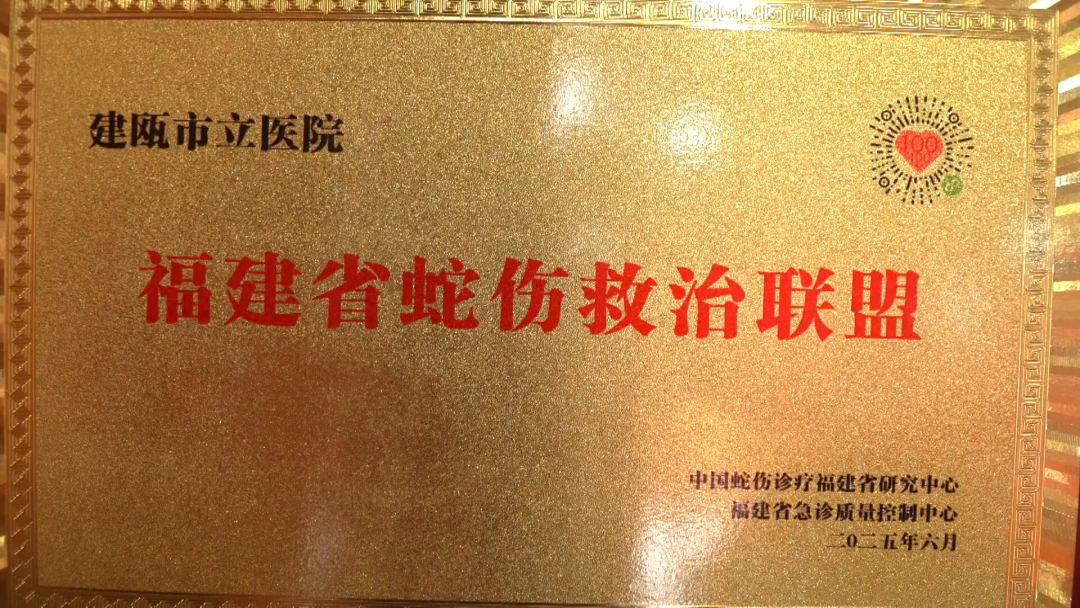 建瓯市立医院
100
福建省蛇伤救治联盟
中国蛇伤诊疗福建省研究中心
福建省急诊质量控制中心
二0二五年六月